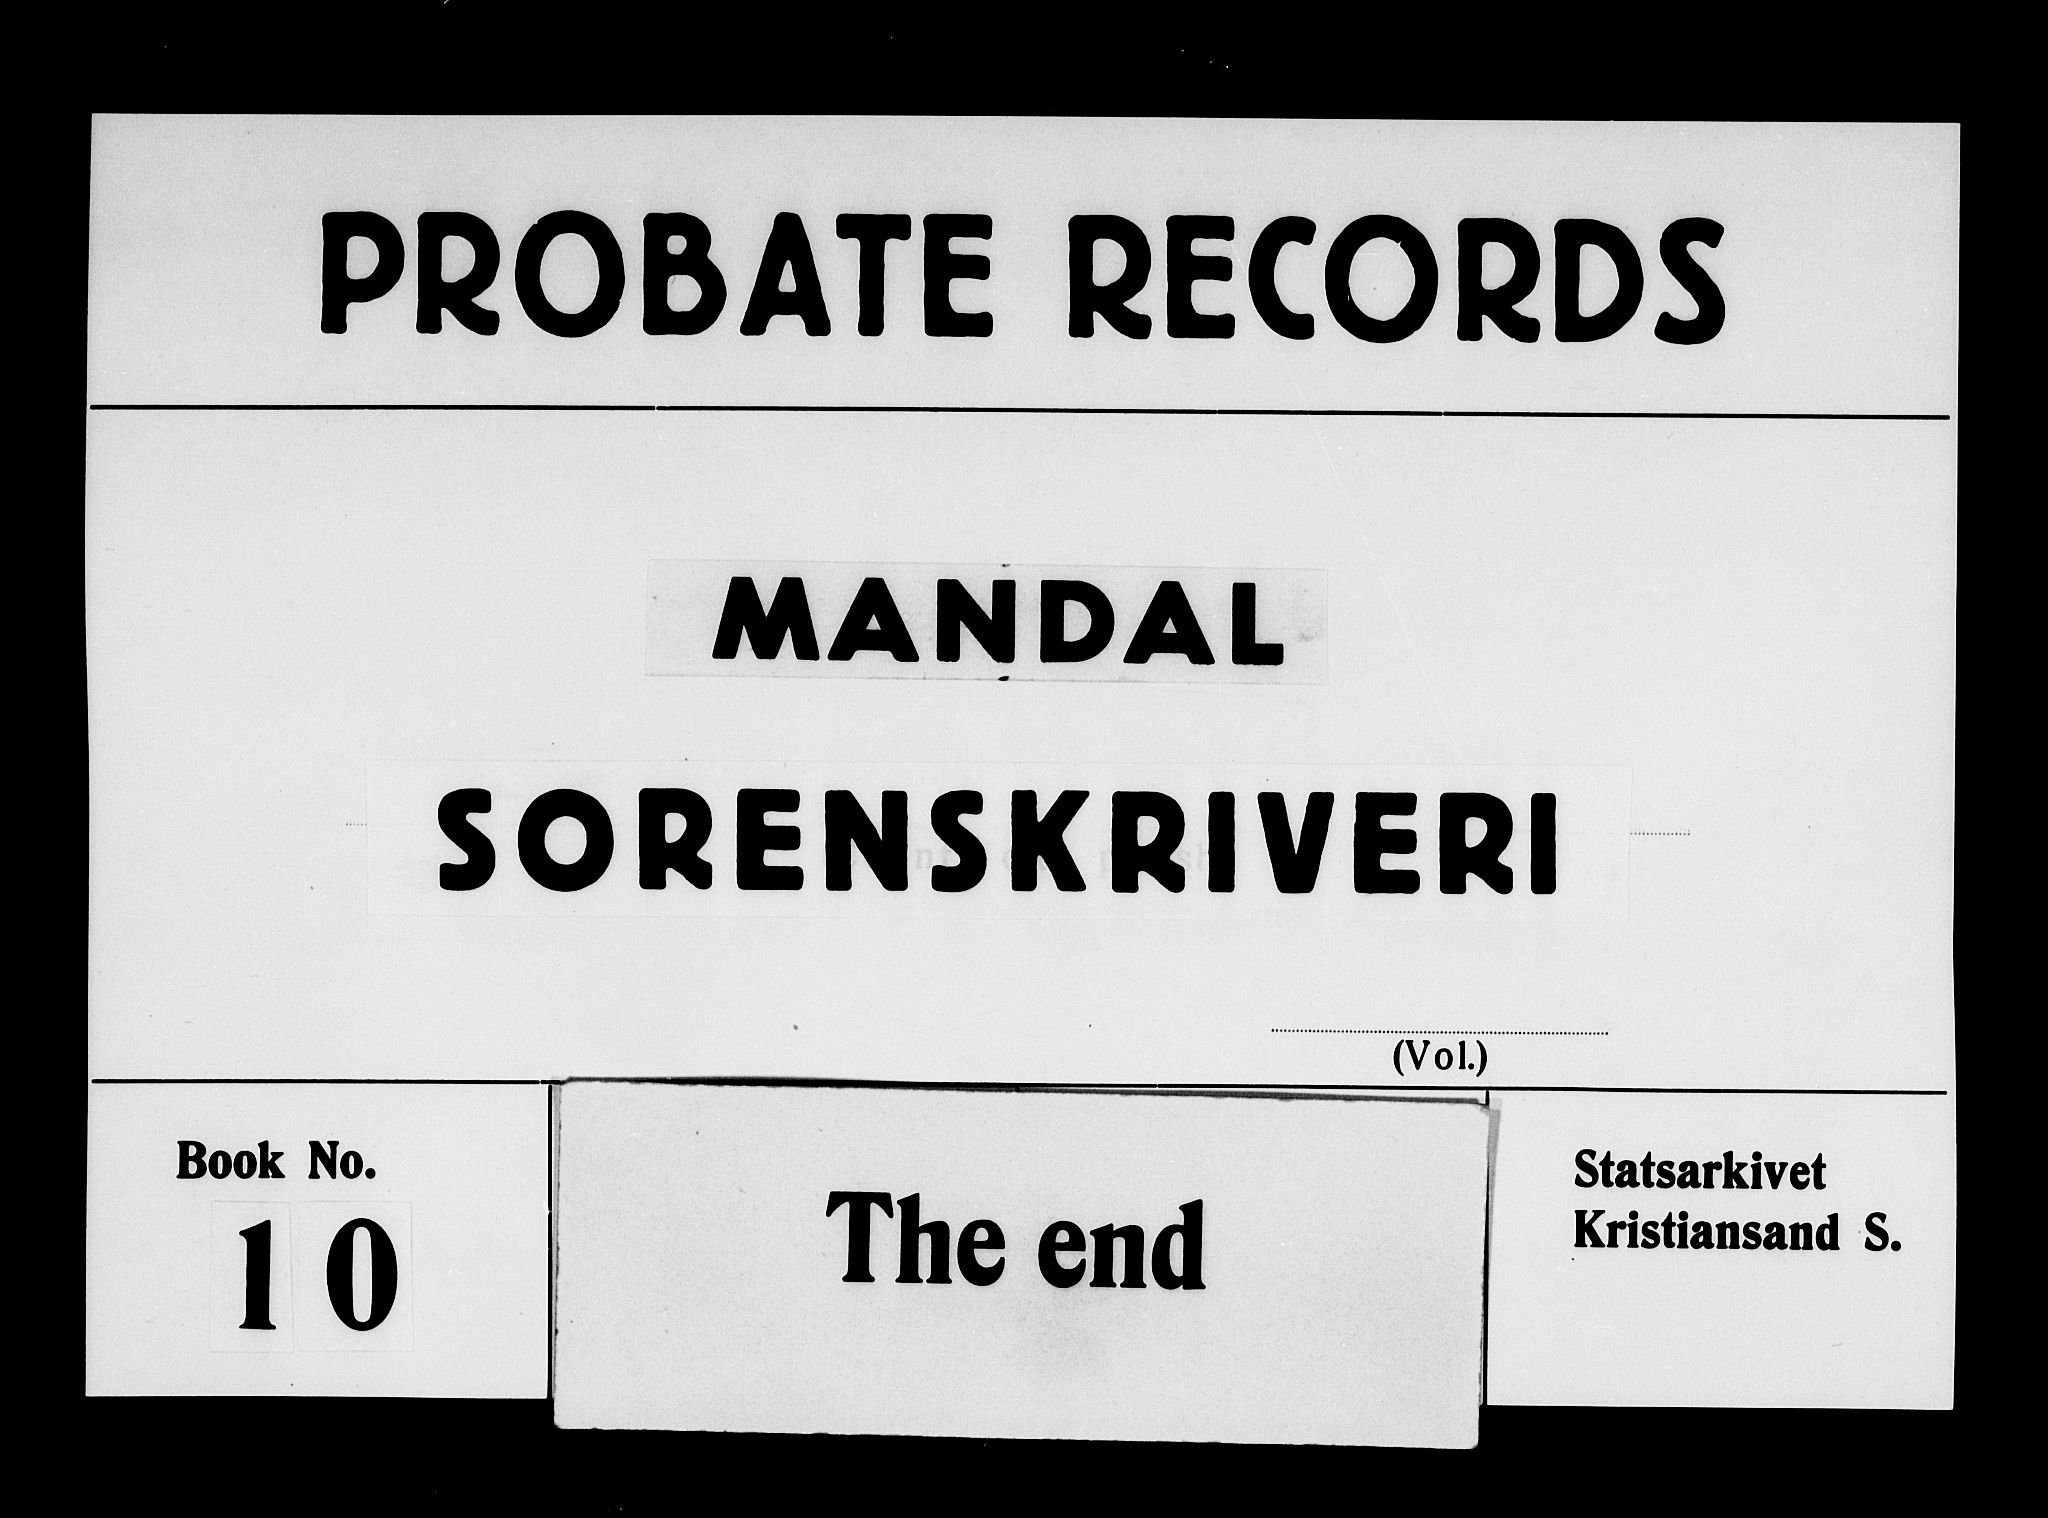 PROBATE RECORDS
MANDAL
SORENSKRIVERI
(Vol.)
Book No.
10
The end
Statsarkivet
Kristiansand S.